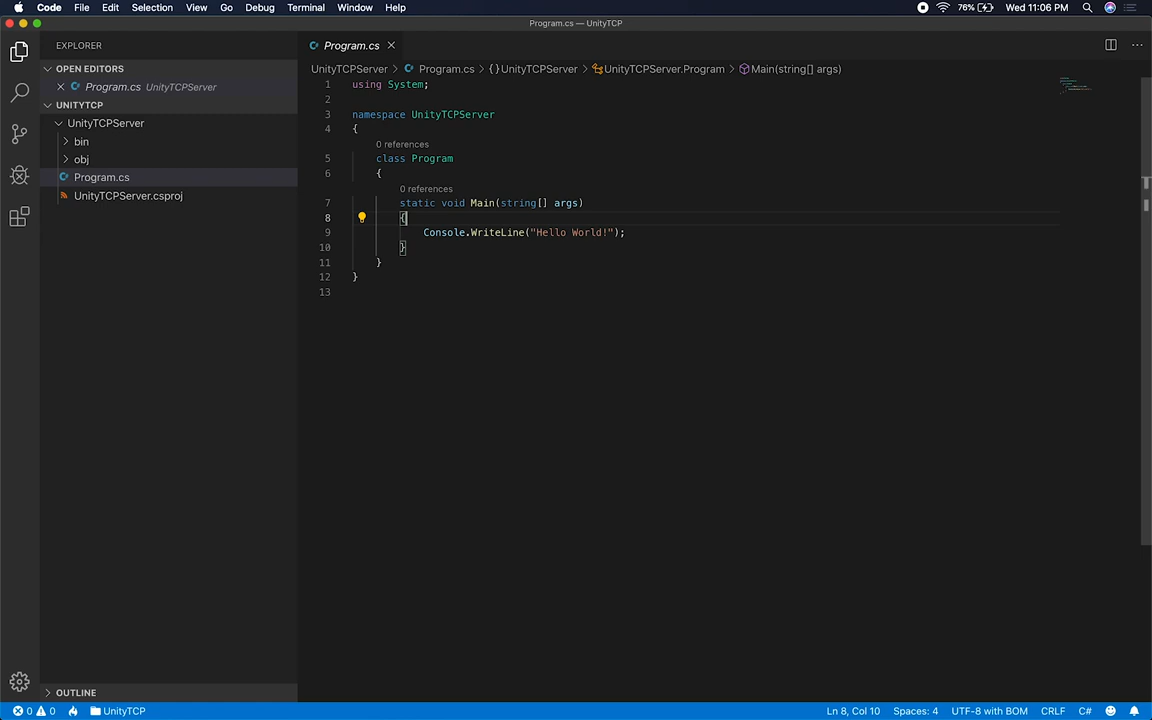 Code File Edit Selection View Go Debug Terminal Window Help 76% Wed 11:06 PM
Program.cs — UnityTCP
EXPLORER
OPEN EDITORS
Program.cs UnityTCPServer
UNITYTCP
UnityTCPServer
bin
obj
Program.cs
UnityTCPServer.csproj
OUTLINE
Program.cs
UnityTCPServer > Program.cs > {} UnityTCPServer > UnityTCPServer.Program > Main(string[] args)
1 using System;
2
3 namespace UnityTCPServer
4 {
0 references
5 class Program
6 {
0 references
7 static void Main(string[] args)
8 {
9 Console.WriteLine("Hello World!");
10 }
11 }
12 }
13
0 0 UnityTCP Ln 8, Col 10 Spaces: 4 UTF-8 with BOM CRLF C#